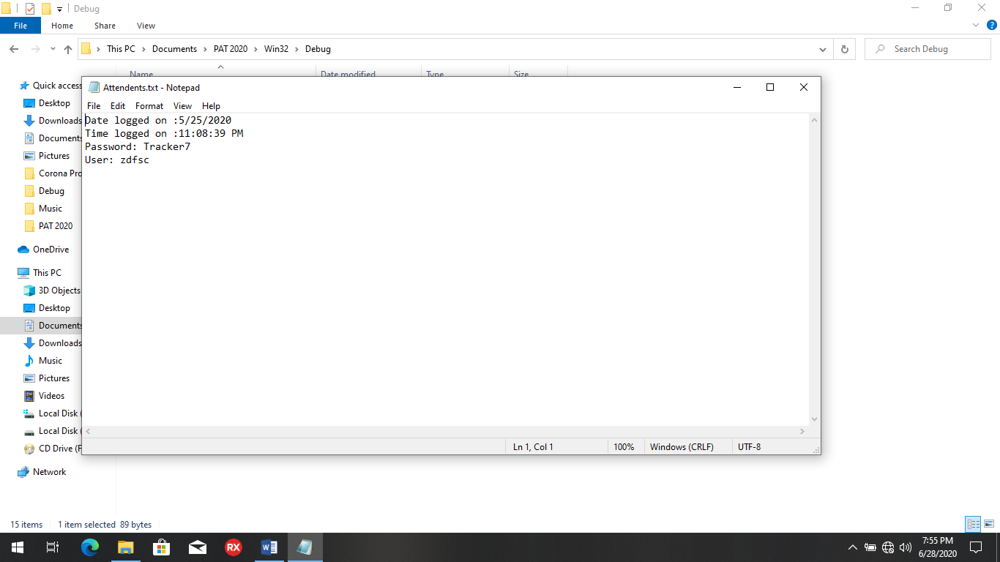 Debug
File Home Share View
This PC Documents PAT 2020 Win32 Debug
Search Debug
Name Date modified Type Size
Quick access
Desktop
Downloads
Documents
Pictures
Corona Pro
Debug
Music
PAT 2020
OneDrive
This PC
3D Objects
Desktop
Documents
Downloads
Music
Pictures
Videos
Local Disk (
Local Disk (
CD Drive (F
Network
Attendents.txt - Notepad
File Edit Format View Help
Date logged on :5/25/2020
Time logged on :11:08:39 PM
Password: Tracker7
User: zdfsc
Ln 1, Col 1 100% Windows (CRLF) UTF-8
15 items 1 item selected 89 bytes
RX
W
7:55 PM
6/28/2020